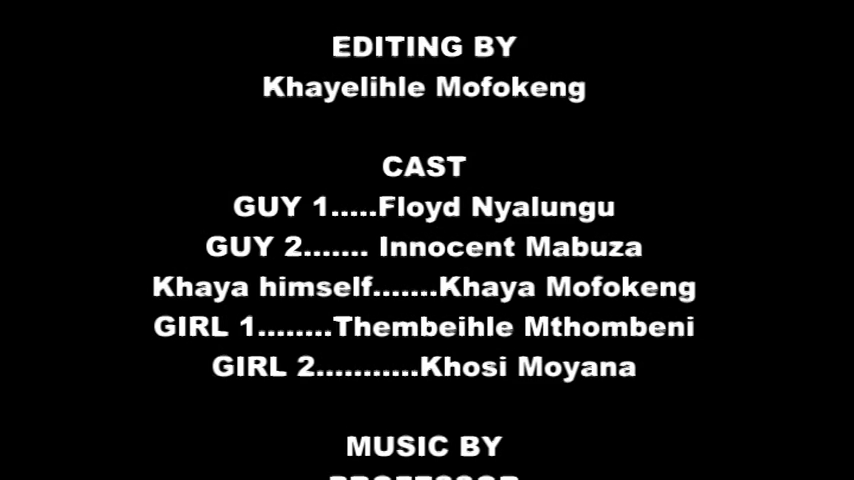 EDITING BY
Khayelihle Mofokeng
CAST
GUY 1.....Floyd Nyalungu
GUY 2....... Innocent Mabuza
Khaya himself.......Khaya Mofokeng
GIRL 1........Thembeihle Mthombeni
GIRL 2...........Khosi Moyana
MUSIC BY
PROFESSOR